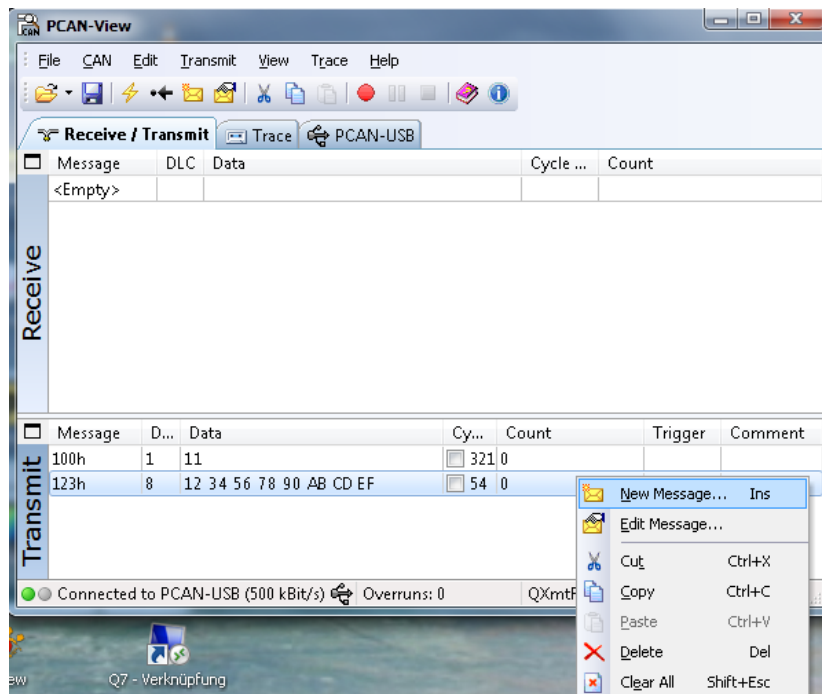 PCAN-View
File CAN Edit Transmit View Trace Help
Receive / Transmit Trace PCAN-USB
Message DLC Data Cycle ... Count
<Empty>
Receive
Message D... Data Cy... Count Trigger Comment
100h 1 11 321 0
123h 8 12 34 56 78 90 AB CD EF 54 0
Transmit
New Message... Ins
Edit Message...
Cut Ctrl+X
Copy Ctrl+C
Paste Ctrl+V
Delete Del
Clear All Shift+Esc
Connected to PCAN-USB (500 kBit/s) Overruns: 0 QXmtF
ew Q7 - Verknüpfung